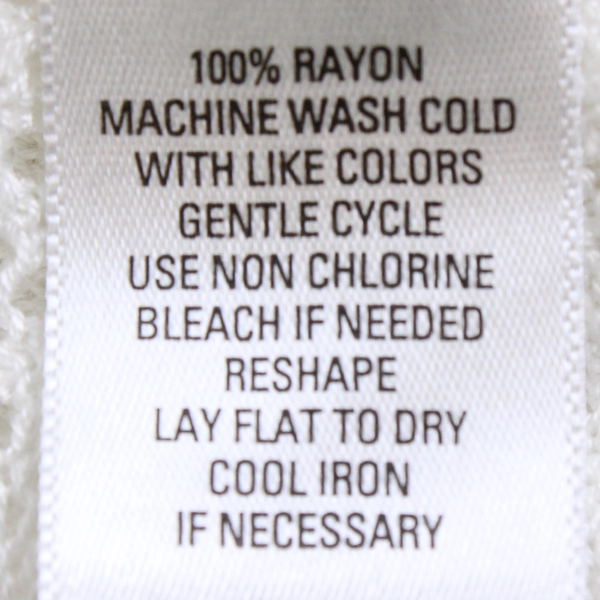 100% RAYON
MACHINE WASH COLD
WITH LIKE COLORS
GENTLE CYCLE
USE NON CHLORINE
BLEACH IF NEEDED
RESHAPE
LAY FLAT TO DRY
COOL IRON
IF NECESSARY